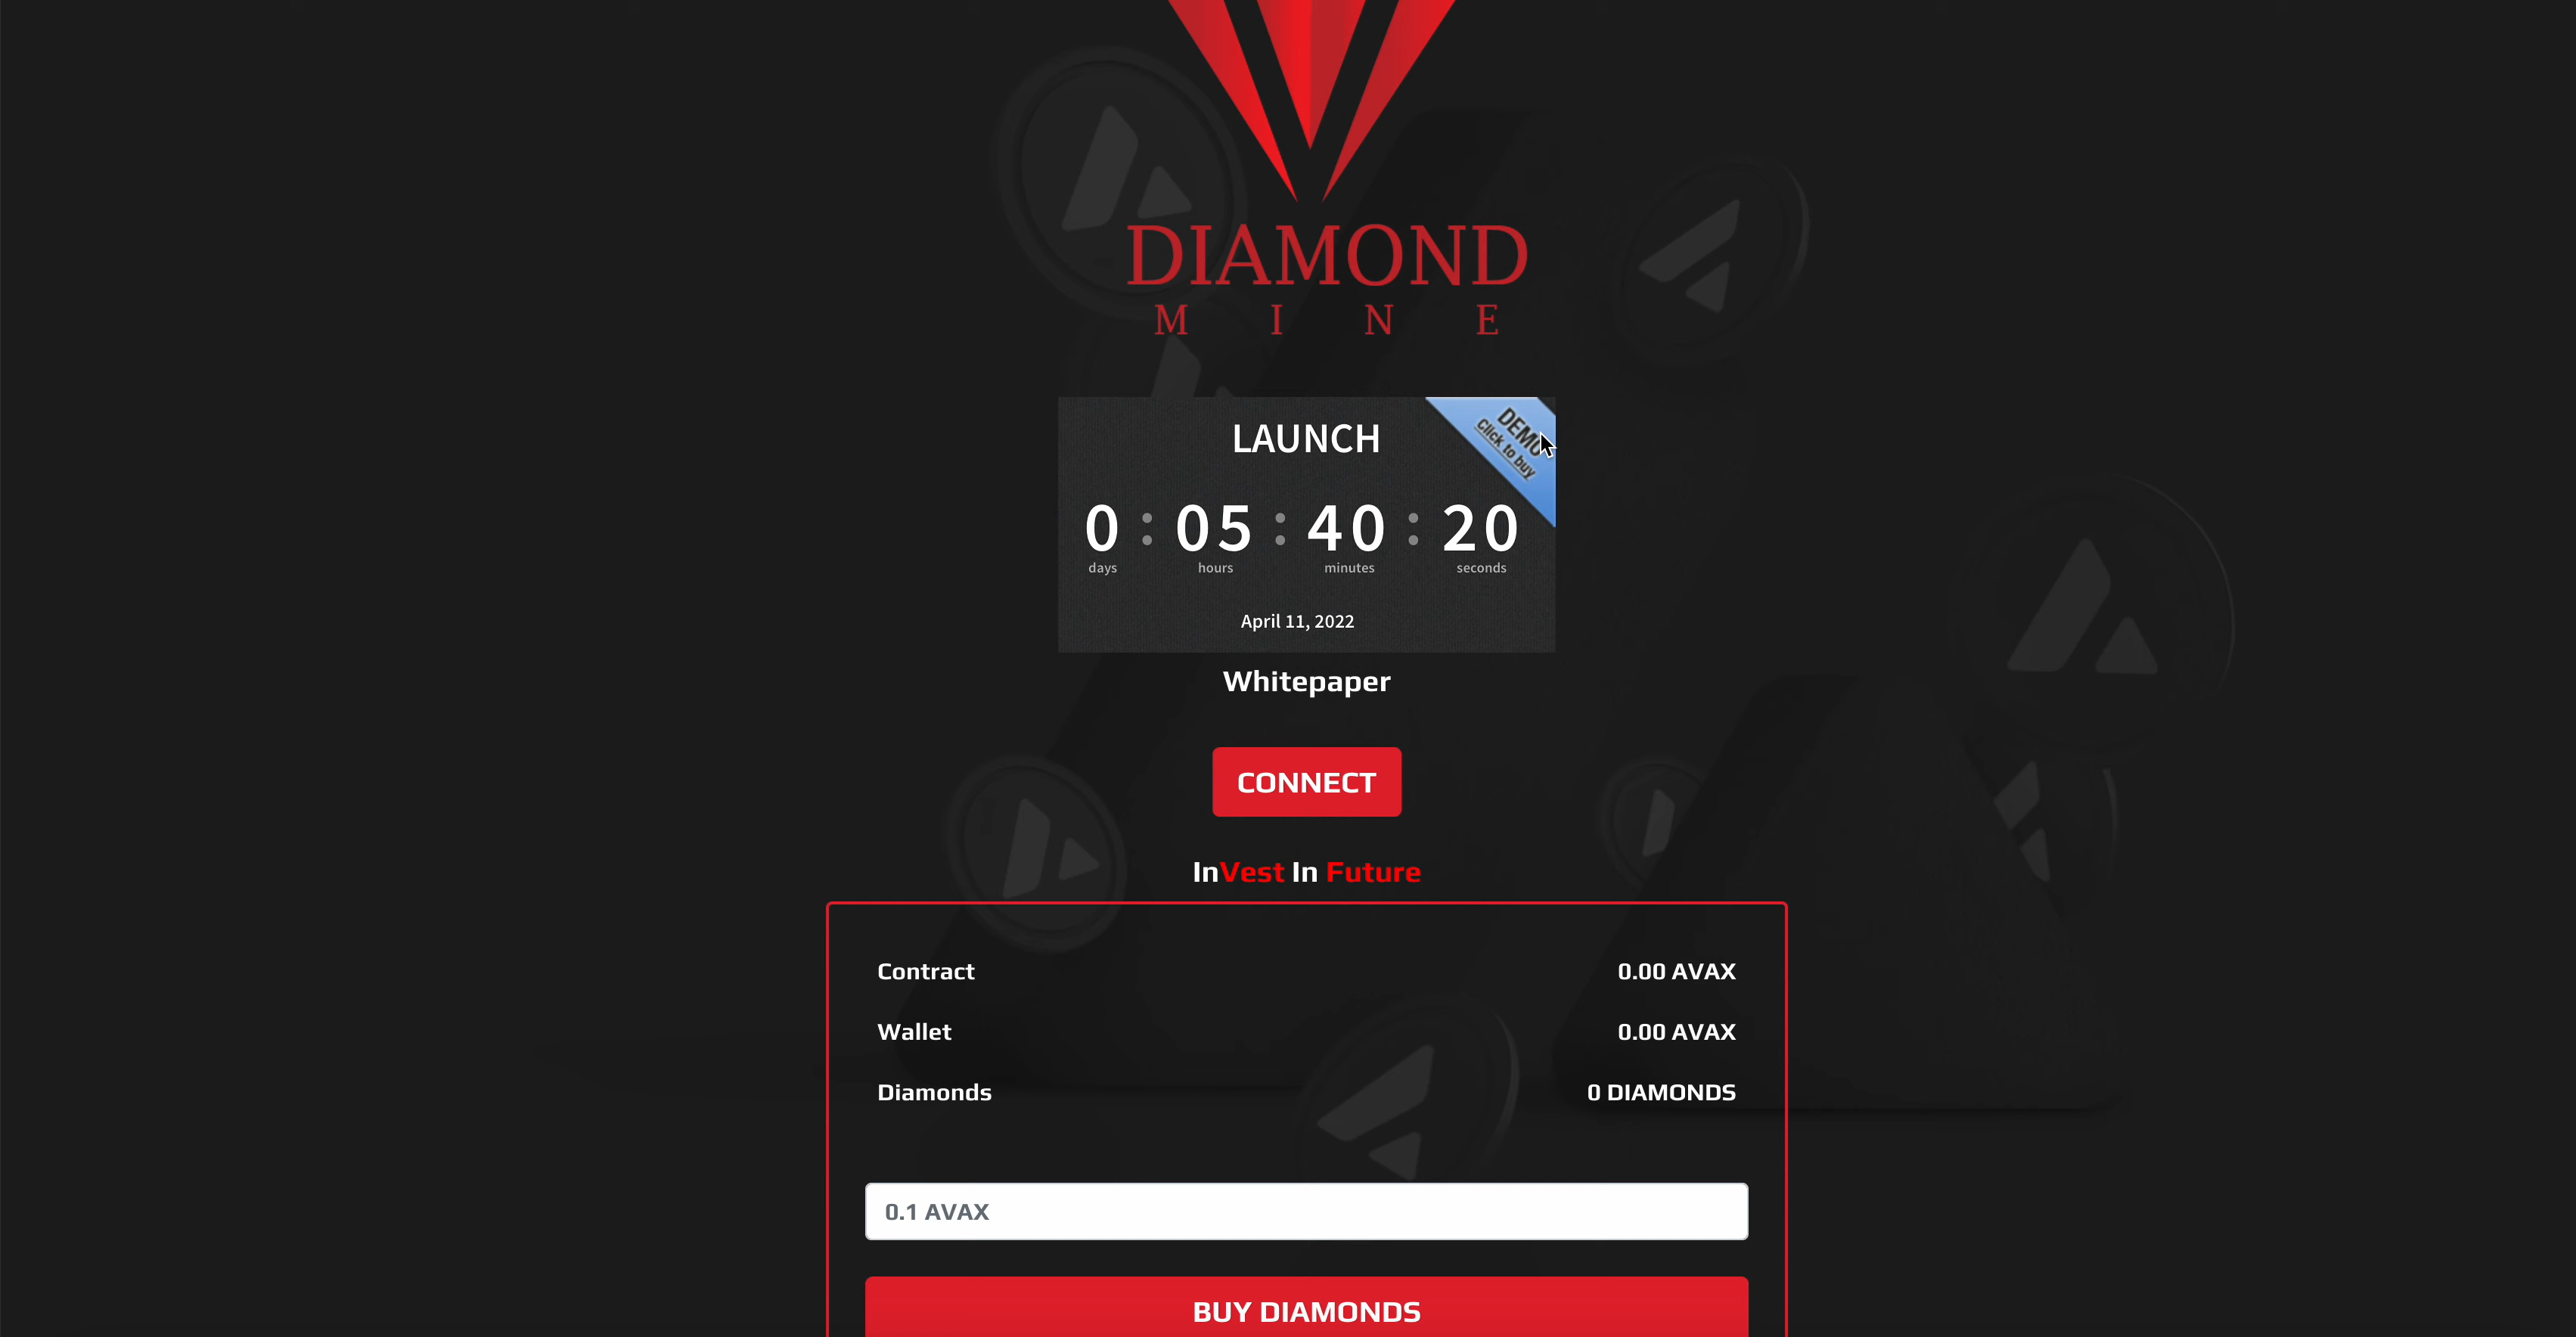 DIAMOND
M I N E
LAUNCH
DEMO
Click to buy
0 : 05 : 40 : 20
days hours minutes seconds
April 11, 2022
Whitepaper
CONNECT
InVest In Future
Contract 0.00 AVAX
Wallet 0.00 AVAX
Diamonds 0 DIAMONDS
0.1 AVAX
BUY DIAMONDS